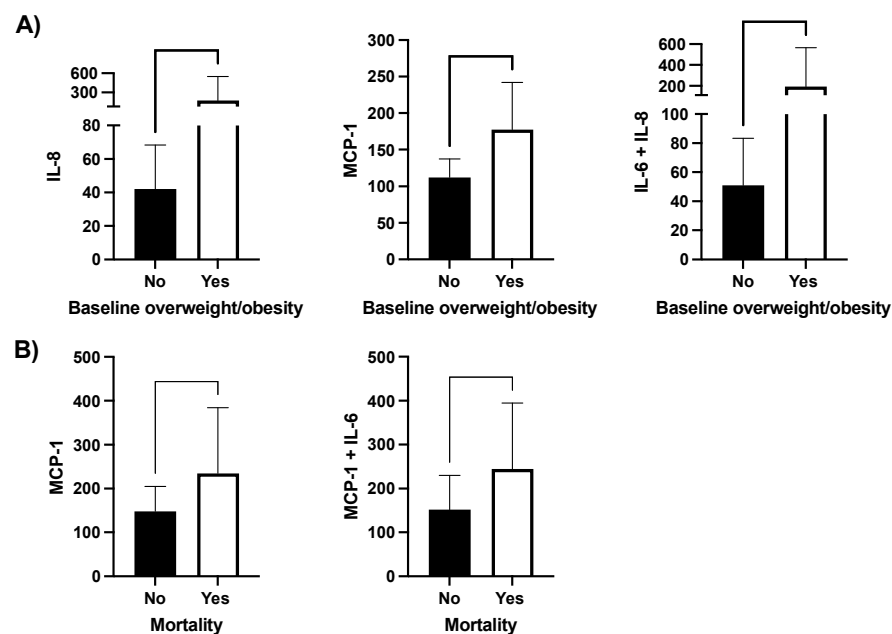 A)
IL-8
600
300
80
60
40
20
0
No Yes
Baseline overweight/obesity
MCP-1
300
250
200
150
100
50
0
No Yes
Baseline overweight/obesity
IL-6 + IL-8
600
400
200
100
80
60
40
20
0
No Yes
Baseline overweight/obesity
B)
MCP-1
500
400
300
200
100
0
No Yes
Mortality
MCP-1 + IL-6
500
400
300
200
100
0
No Yes
Mortality